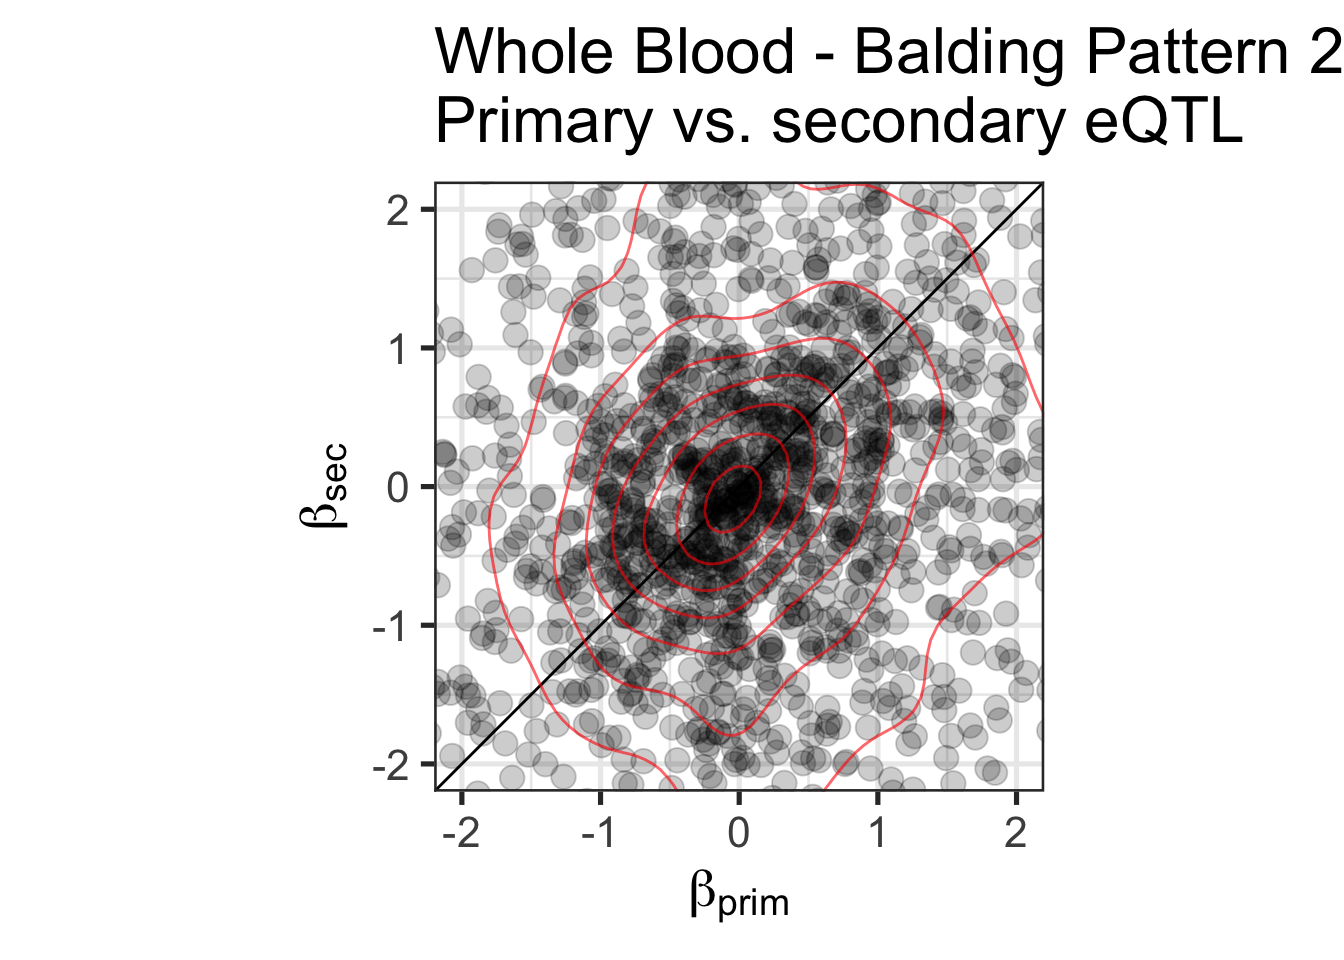 Whole Blood - Balding Pattern 2
Primary vs. secondary eQTL
2
1
0
-1
-2
βsec
-2 -1 0 1 2
βprim